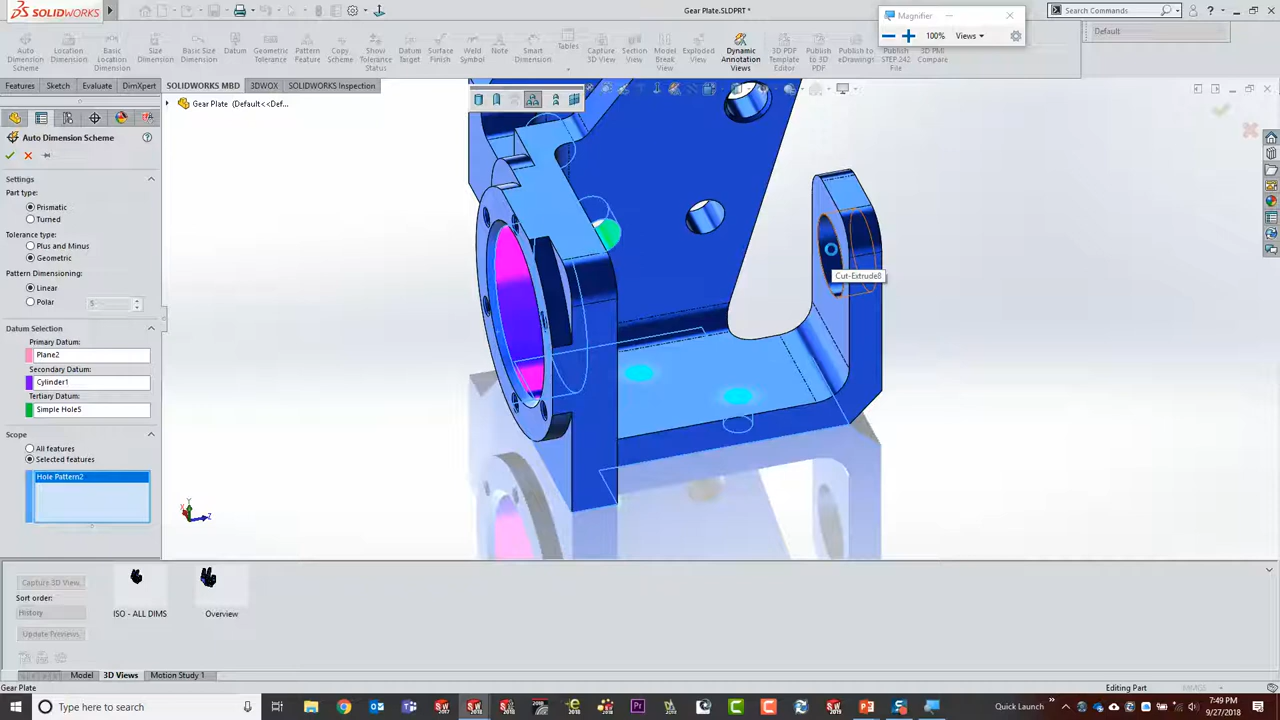 SOLIDWORKS
Gear Plate.SLDPRT *
Magnifier
100%
Views
Search Commands
Default
Auto Dimension Scheme
Location Dimension
Between Location Dimension
Size Dimension
Angle Dimension
Datum
Geometric Tolerance
Pattern Feature
Copy Scheme
Show Tolerance Status
Datum Target
Surface Finish
Weld Symbol
Note
Smart Dimension
Tables
Capture 3D View
Section View
Model Break View
Exploded View
Dynamic Annotation Views
3D PDF Template Editor
Publish to 3D PDF
Publish to eDrawings
Publish STEP 242 File
3D PMI Compare
Features
Sketch
Evaluate
DimXpert
SOLIDWORKS MBD
3DWOX
SOLIDWORKS Inspection
Gear Plate (Default<<Def...
Auto Dimension Scheme
Settings
Part type:
Prismatic
Turned
Tolerance type:
Plus and Minus
Geometric
Pattern Dimensioning:
Linear
Polar
Datum Selection
Primary Datum:
Plane2
Secondary Datum:
Cylinder1
Tertiary Datum:
Simple Hole5
Scope
All features
Selected features
Hole Pattern2
Cut-Extrude8
Capture 3D View...
Sort order:
History
Update Previews
ISO - ALL DIMS
Overview
Model
3D Views
Motion Study 1
Gear Plate
Editing Part
MMGS
Type here to search
Quick Launch
7:49 PM
9/27/2018